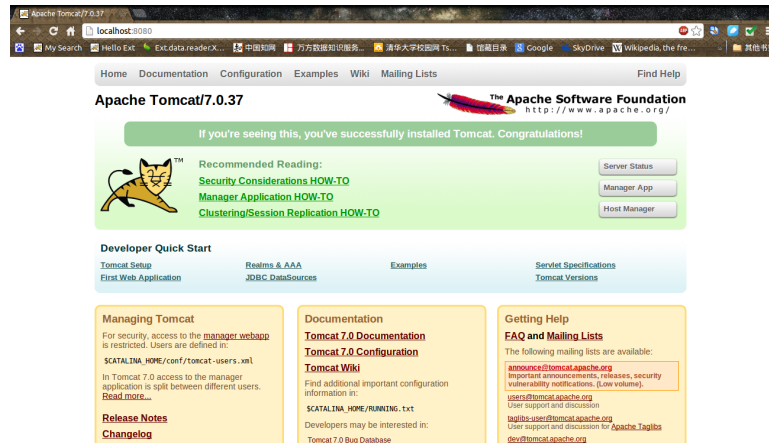 Apache Tomcat/7.0.37
localhost:8080
My Search Hello Ext Ext.data.reader.X... 中国知网 万方数据知识服务... 清华大学校园网 Ts... 馆藏目录 Google SkyDrive Wikipedia, the fre... » 其他书
Home Documentation Configuration Examples Wiki Mailing Lists Find Help
Apache Tomcat/7.0.37
The Apache Software Foundation
http://www.apache.org/
If you're seeing this, you've successfully installed Tomcat. Congratulations!
TM
Recommended Reading:
Security Considerations HOW-TO
Manager Application HOW-TO
Clustering/Session Replication HOW-TO
Server Status
Manager App
Host Manager
Developer Quick Start
Tomcat Setup
First Web Application
Realms & AAA
JDBC DataSources
Examples
Servlet Specifications
Tomcat Versions
Managing Tomcat
For security, access to the manager webapp
is restricted. Users are defined in:
$CATALINA_HOME/conf/tomcat-users.xml
In Tomcat 7.0 access to the manager
application is split between different users.
Read more...
Release Notes
Changelog
Documentation
Tomcat 7.0 Documentation
Tomcat 7.0 Configuration
Tomcat Wiki
Find additional important configuration
information in:
$CATALINA_HOME/RUNNING.txt
Developers may be interested in:
Tomcat 7.0 Bug Database
Getting Help
FAQ and Mailing Lists
The following mailing lists are available:
announce@tomcat.apache.org
Important announcements, releases, security
vulnerability notifications. (Low volume).
users@tomcat.apache.org
User support and discussion
taglibs-user@tomcat.apache.org
User support and discussion for Apache Taglibs
dev@tomcat.apache.org